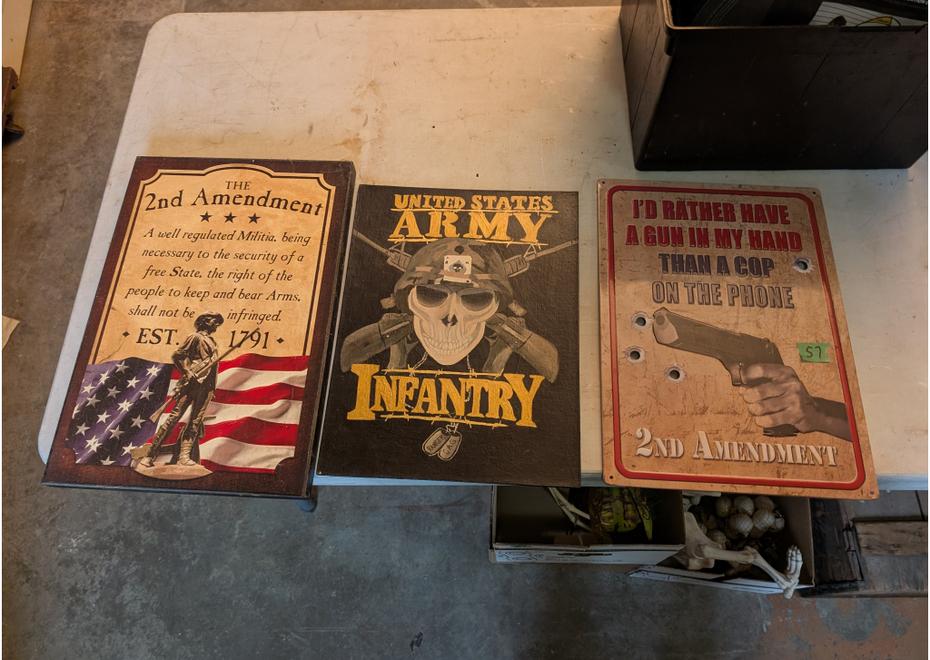 THE
2nd Amendment
A well regulated Militia, being
necessary to the security of a
free State, the right of the
people to keep and bear Arms,
shall not be infringed.
EST. 1791
UNITED STATES
ARMY
INFANTRY
I'D RATHER HAVE
A GUN IN MY HAND
THAN A COP
ON THE PHONE
57
2ND AMENDMENT